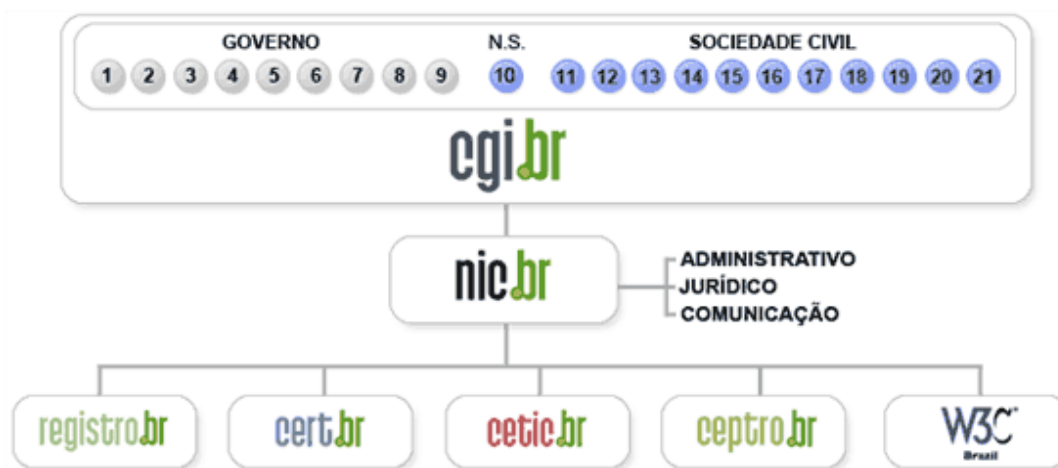 GOVERNO N.S. SOCIEDADE CIVIL
1 2 3 4 5 6 7 8 9 10 11 12 13 14 15 16 17 18 19 20 21
cgi.br
nic.br
ADMINISTRATIVO
JURÍDICO
COMUNICAÇÃO
registro.br cert.br cetic.br ceptro.br W3C
Brazil